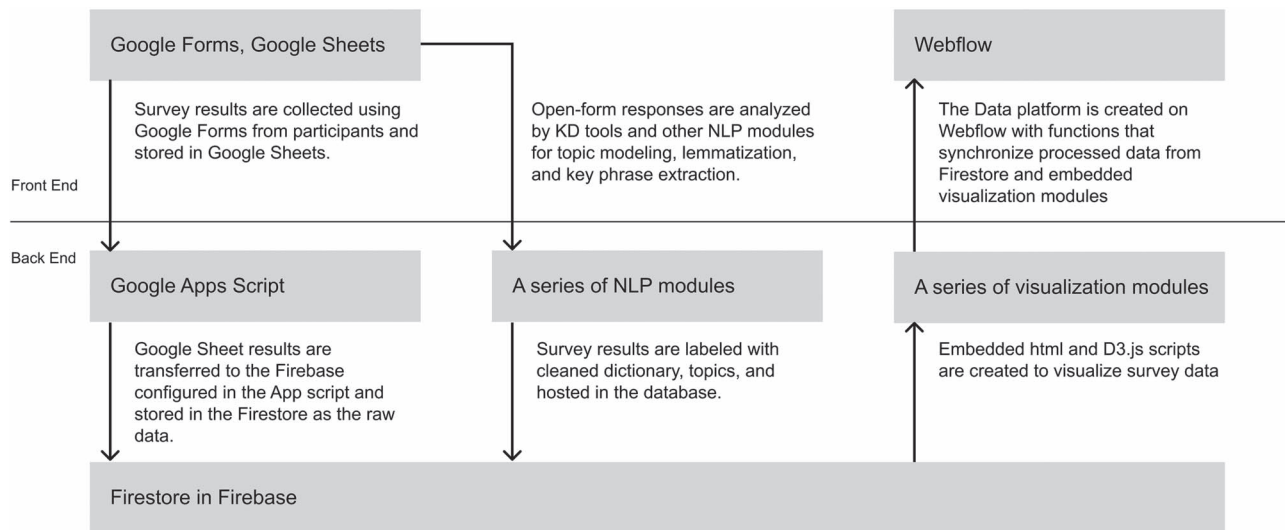 Google Forms, Google Sheets
Survey results are collected using
Google Forms from participants and
stored in Google Sheets.
Open-form responses are analyzed
by KD tools and other NLP modules
for topic modeling, lemmatization,
and key phrase extraction.
Webflow
The Data platform is created on
Webflow with functions that
synchronize processed data from
Firestore and embedded
visualization modules
Front End
Back End
Google Apps Script
Google Sheet results are
transferred to the Firebase
configured in the App script and
stored in the Firestore as the raw
data.
A series of NLP modules
Survey results are labeled with
cleaned dictionary, topics, and
hosted in the database.
A series of visualization modules
Embedded html and D3.js scripts
are created to visualize survey data
Firestore in Firebase